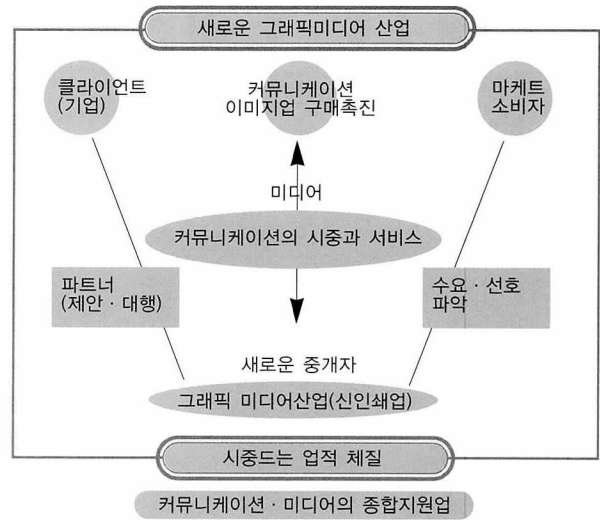 새로운 그래픽미디어 산업
클라이언트
(기업)
커뮤니케이션
이미지업 구매촉진
마케트
소비자
미디어
커뮤니케이션의 시중과 서비스
파트너
(제안 · 대행)
수요 · 선호
파악
새로운 중개자
그래픽 미디어산업(신인쇄업)
시중드는 업적 체질
커뮤니케이션 · 미디어의 종합지원업